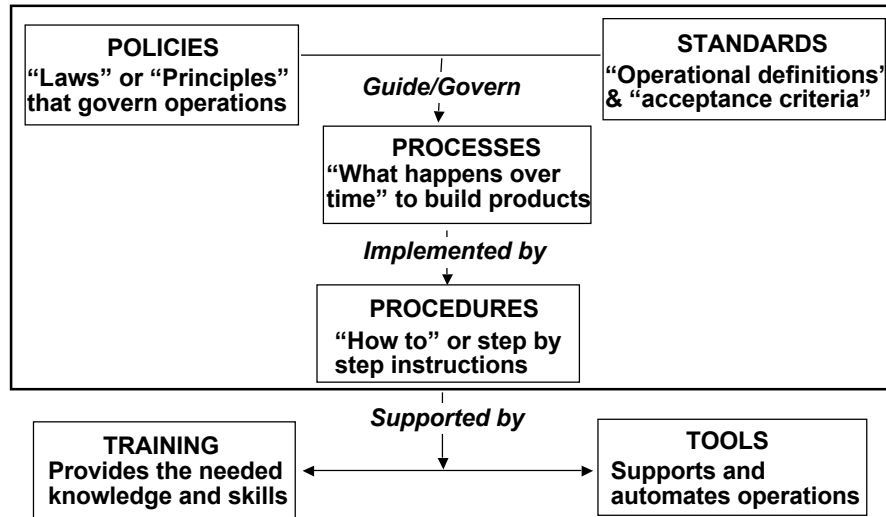 POLICIES
“Laws” or “Principles”
that govern operations
STANDARDS
“Operational definitions’
& “acceptance criteria”
Guide/Govern
PROCESSES
“What happens over
time” to build products
Implemented by
PROCEDURES
“How to” or step by
step instructions
Supported by
TRAINING
Provides the needed
knowledge and skills
TOOLS
Supports and
automates operations